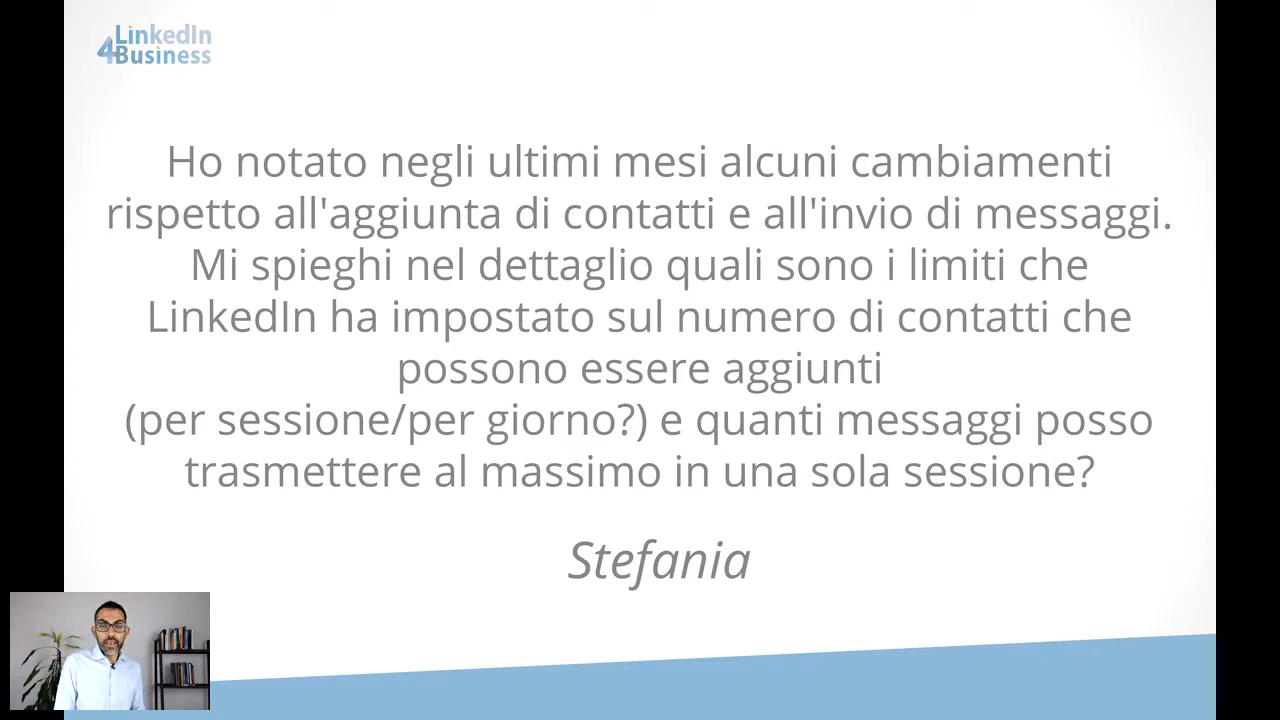 LinkedIn
4Business
Ho notato negli ultimi mesi alcuni cambiamenti
rispetto all'aggiunta di contatti e all'invio di messaggi.
Mi spieghi nel dettaglio quali sono i limiti che
LinkedIn ha impostato sul numero di contatti che
possono essere aggiunti
(per sessione/per giorno?) e quanti messaggi posso
trasmettere al massimo in una sola sessione?
Stefania